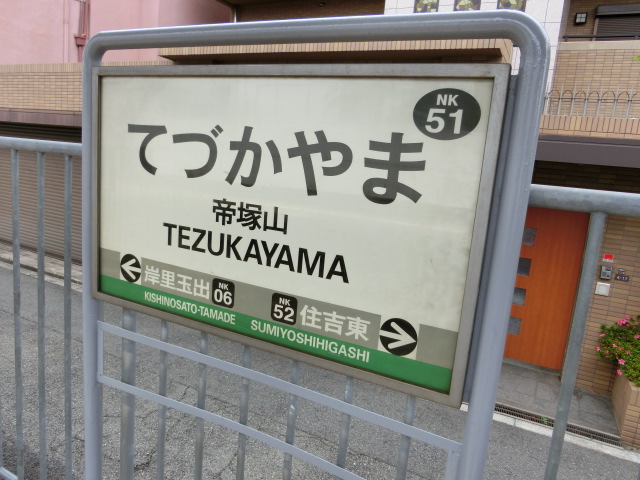 NK
51
てづかやま
帝塚山
TEZUKAYAMA
岸里玉出 NK 06
KISHINOSATO-TAMADE
NK 52 住吉東
SUMIYOSHIHIGASHI